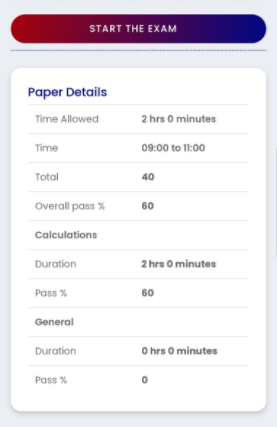 START THE EXAM
Paper Details
Time Allowed 2 hrs 0 minutes
Time 09:00 to 11:00
Total 40
Overall pass % 60
Calculations
Duration 2 hrs 0 minutes
Pass % 60
General
Duration 0 hrs 0 minutes
Pass % 0